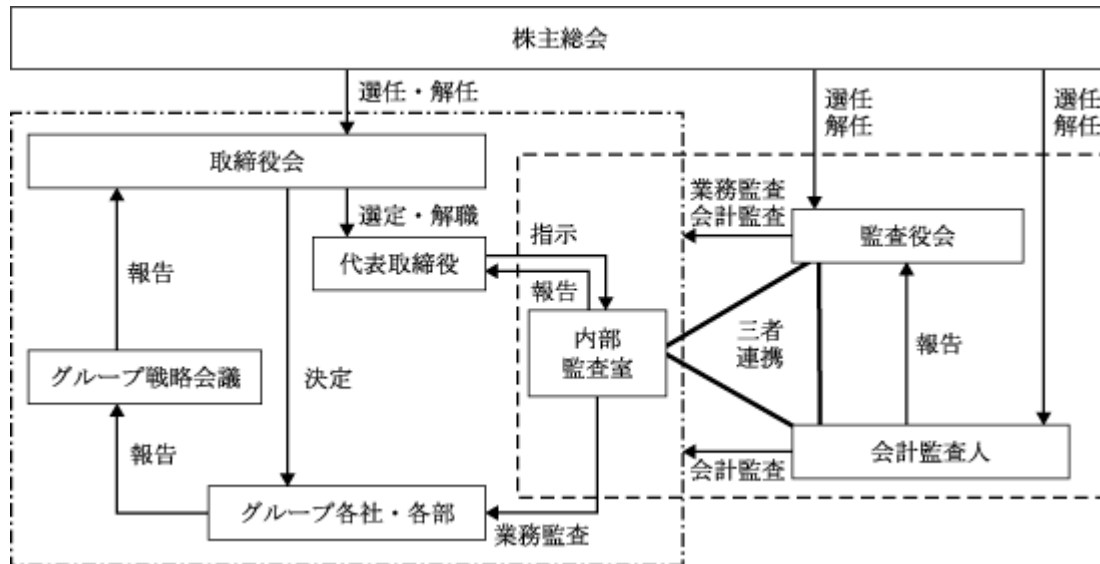 株主総会
選任・解任
選任
解任
選任
解任
取締役会
業務監査
会計監査
選定・解職
指示
監査役会
代表取締役
報告
報告
内部
監査室
三者
連携
報告
グループ戦略会議
決定
報告
会計監査人
会計監査
グループ各社・各部
業務監査